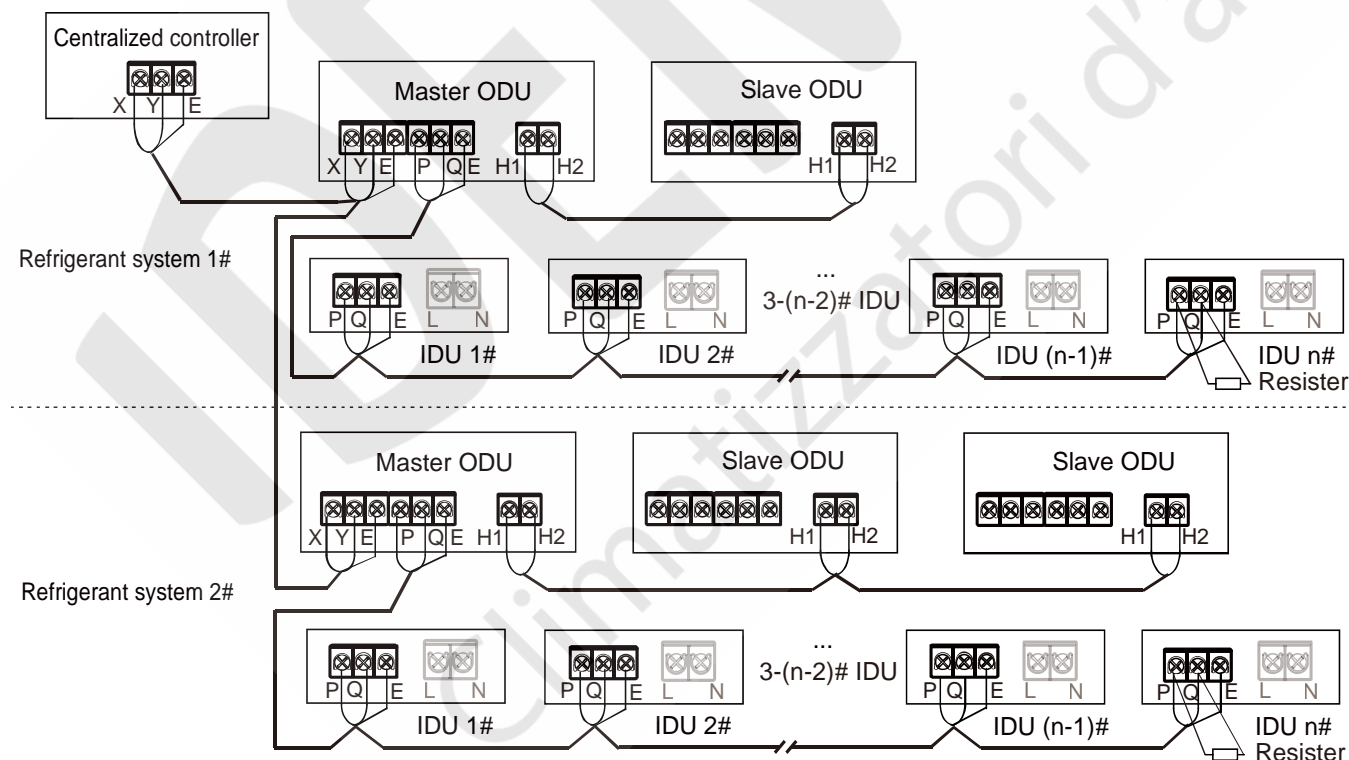 Centralized controller
X Y E
Master ODU
X Y E P Q E H1 H2
Slave ODU
H1 H2
Refrigerant system 1#
P Q E L N
IDU 1#
P Q E L N
IDU 2#
...
3-(n-2)# IDU
P Q E L N
IDU (n-1)#
P Q E L N
IDU n#
Resister
Master ODU
X Y E P Q E H1 H2
Slave ODU
H1 H2
Slave ODU
H1 H2
Refrigerant system 2#
P Q E L N
IDU 1#
P Q E L N
IDU 2#
...
3-(n-2)# IDU
P Q E L N
IDU (n-1)#
P Q E L N
IDU n#
Resister
Climatizzatori d'a